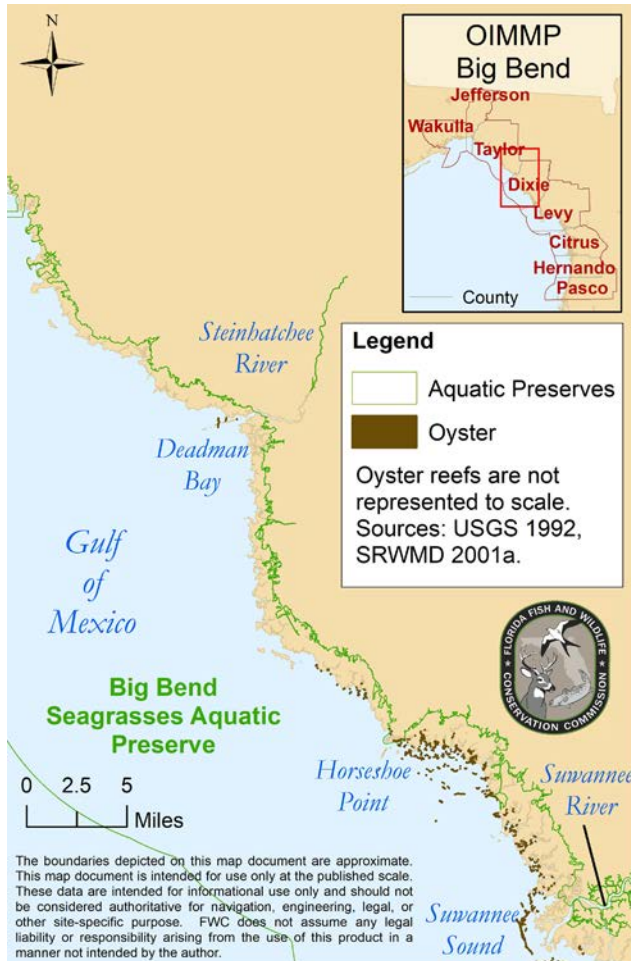 N
OIMMP
Big Bend
Jefferson
Wakulla
Taylor
Dixie
Levy
Citrus
Hernando
Pasco
County
Steinhatchee
River
Legend
Aquatic Preserves
Oyster
Oyster reefs are not
represented to scale.
Sources: USGS 1992,
SRWMD 2001a.
Deadman
Bay
Gulf
of
Mexico
FLORIDA FISH AND WILDLIFE
CONSERVATION COMMISSION
Big Bend
Seagrasses Aquatic
Preserve
Horseshoe
Point
Suwannee
River
0 2.5 5
Miles
Suwannee
Sound
The boundaries depicted on this map document are approximate.
This map document is intended for use only at the published scale.
These data are intended for informational use only and should not
be considered authoritative for navigation, engineering, legal, or
other site-specific purpose. FWC does not assume any legal
liability or responsibility arising from the use of this product in a
manner not intended by the author.